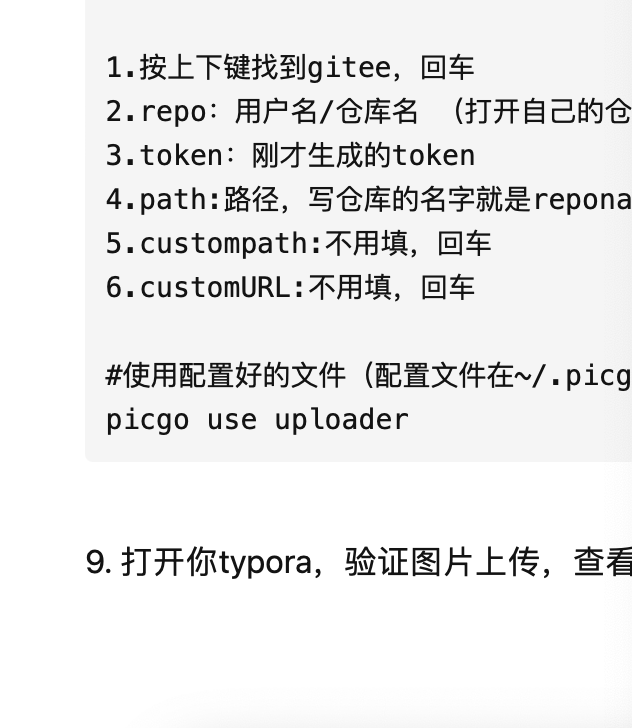 1.按上下键找到gitee，回车
2.repo：用户名/仓库名 （打开自己的仓
3.token：刚才生成的token
4.path:路径，写仓库的名字就是repona
5.custompath:不用填，回车
6.customURL:不用填，回车
#使用配置好的文件（配置文件在~/.picg
picgo use uploader
9. 打开你typora，验证图片上传，查看